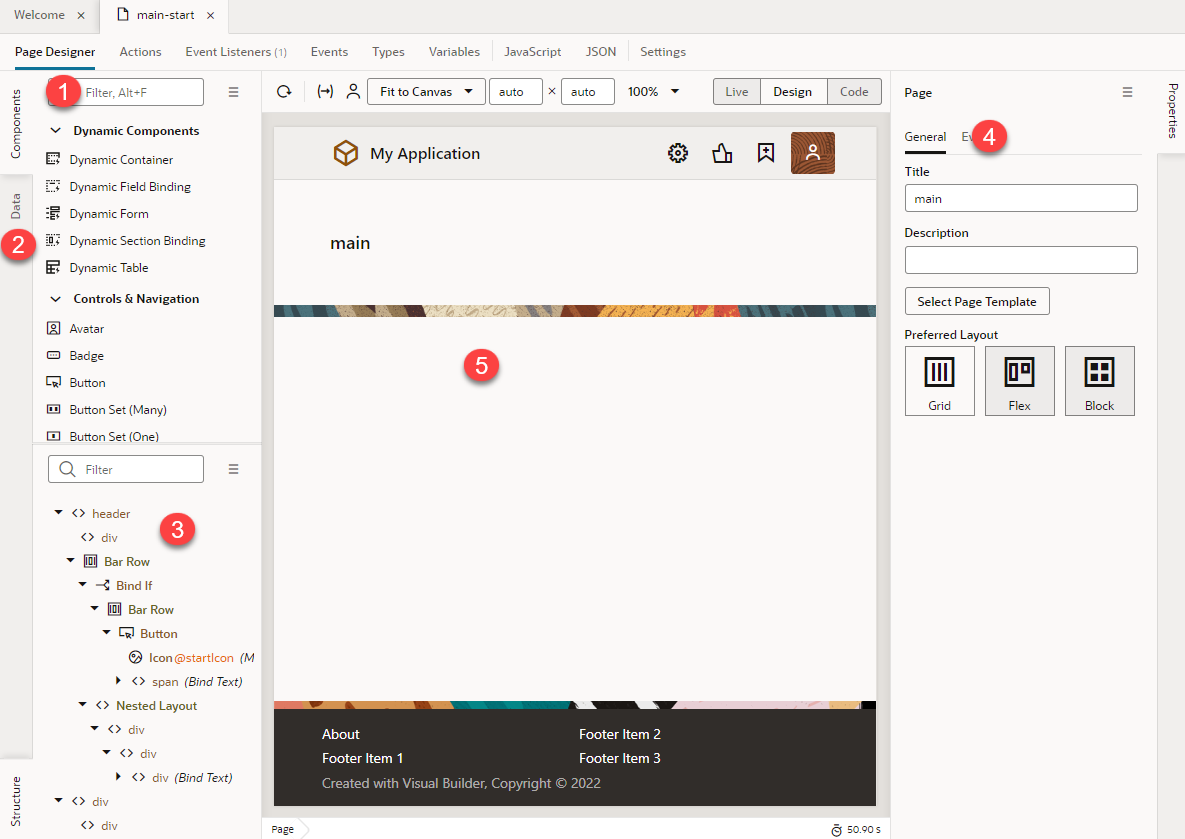 Welcome ×
main-start ×
Page Designer Actions Event Listeners (1) Events Types Variables JavaScript JSON Settings
Components
Data
Structure
1
Filter, Alt+F
Dynamic Components
Dynamic Container
Dynamic Field Binding
Dynamic Form
Dynamic Section Binding
Dynamic Table
2
Controls & Navigation
Avatar
Badge
Button
Button Set (Many)
Button Set (One)
Filter
3
<> header
<> div
Bar Row
Bind If
Bar Row
Button
Icon@startIcon (M
<> span (Bind Text)
<> Nested Layout
<> div
<> div
<> div (Bind Text)
<> div
<> div
Fit to Canvas auto × auto 100% Live Design Code
My Application
main
5
About
Footer Item 2
Footer Item 1
Footer Item 3
Created with Visual Builder, Copyright © 2022
Page
50.90 s
Page
General
4
Title
main
Description
Select Page Template
Preferred Layout
Grid Flex Block
Properties